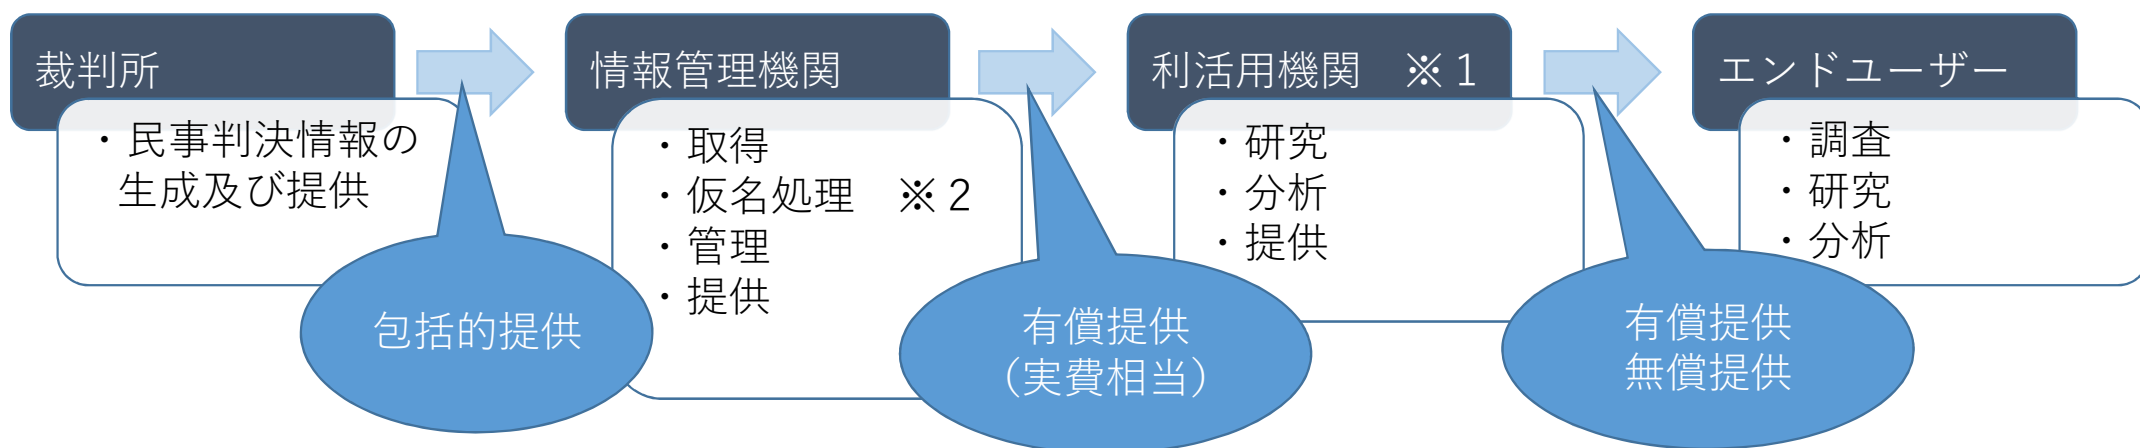 裁判所
・民事判決情報の
生成及び提供
包括的提供
情報管理機関
・取得
・仮名処理　※２
・管理
・提供
有償提供
（実費相当）
利活用機関　※１
・研究
・分析
・提供
有償提供
無償提供
エンドユーザー
・調査
・研究
・分析